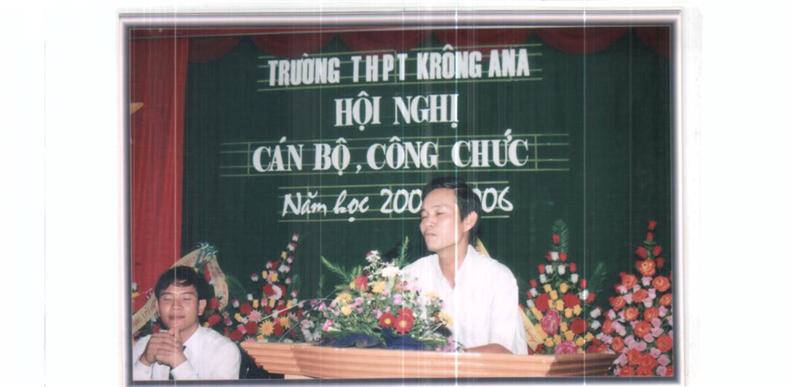 TRƯỜNG THPT KRÔNG ANA
HỘI NGHỊ
CÁN BỘ, CÔNG CHỨC
Năm học